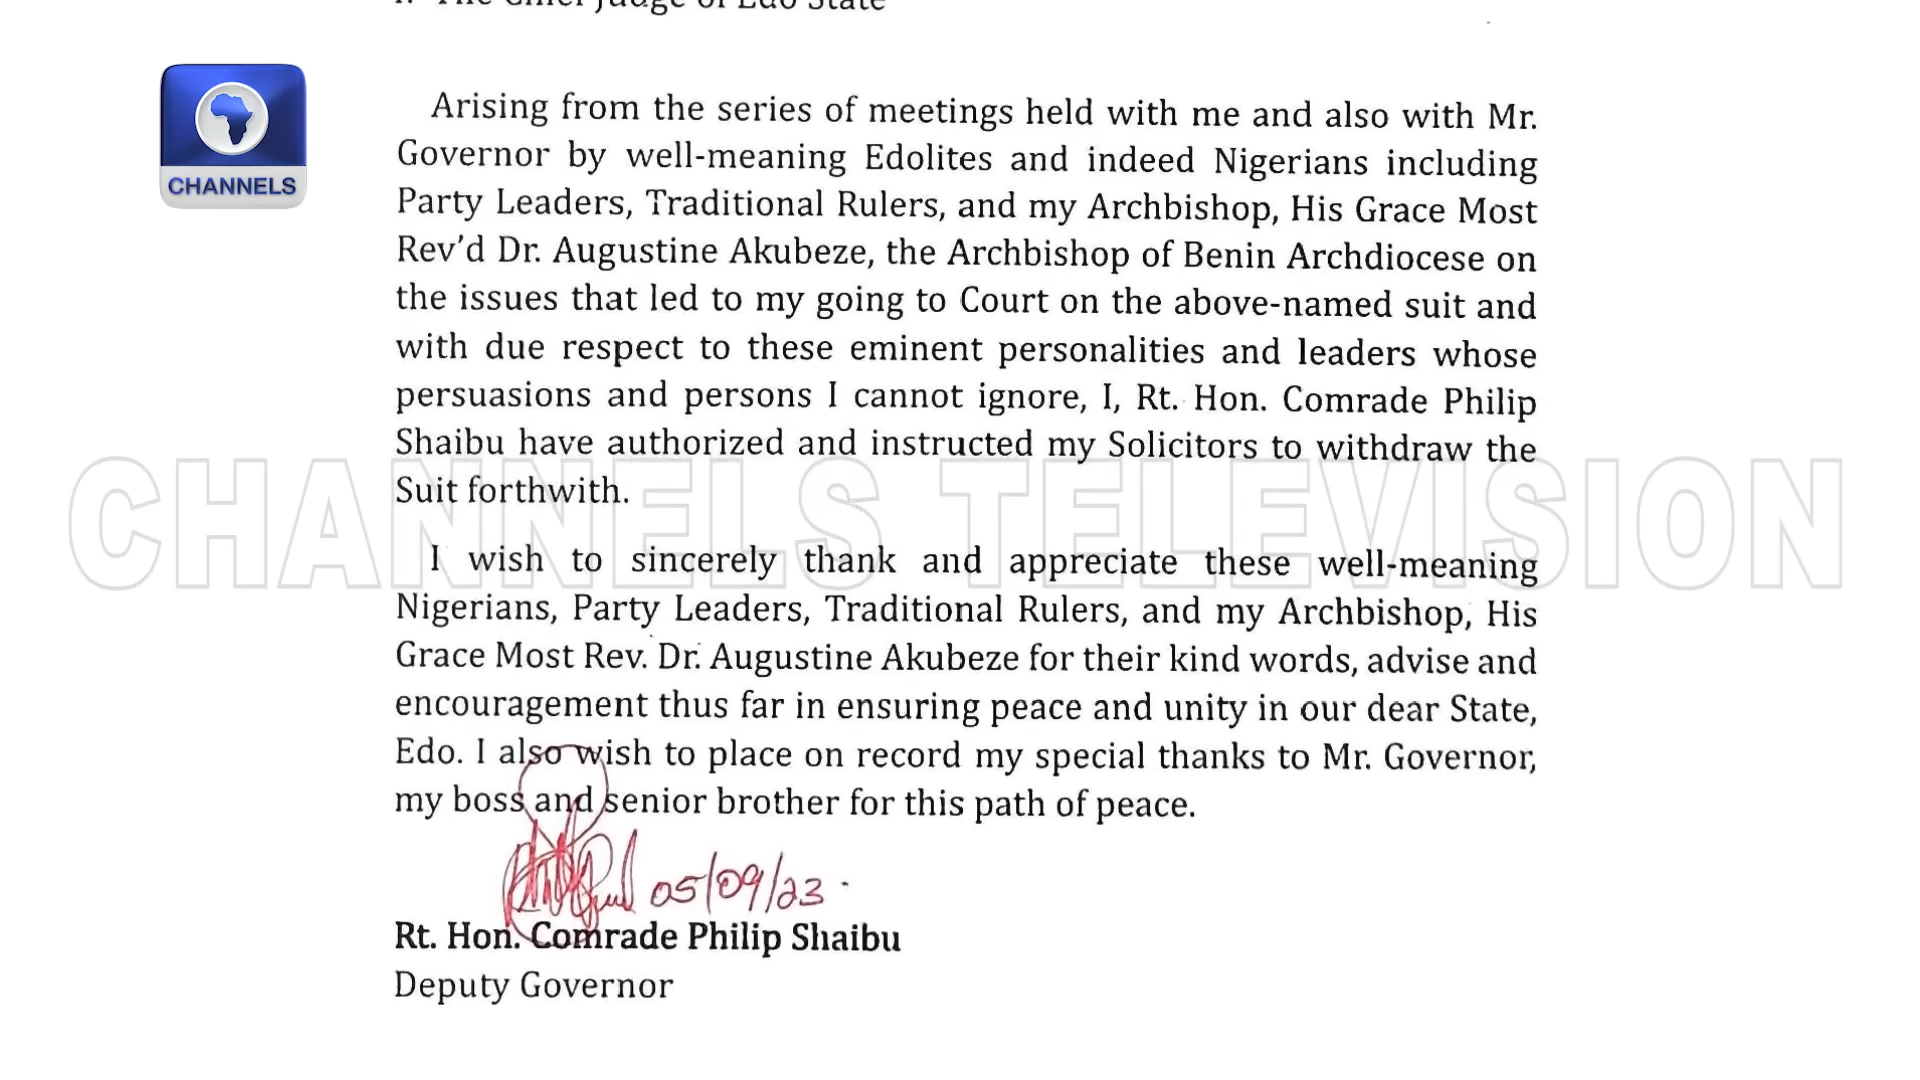 The Chief Judge of Edo State
CHANNELS
Arising from the series of meetings held with me and also with Mr.
Governor by well-meaning Edolites and indeed Nigerians including
Party Leaders, Traditional Rulers, and my Archbishop, His Grace Most
Rev’d Dr. Augustine Akubeze, the Archbishop of Benin Archdiocese on
the issues that led to my going to Court on the above-named suit and
with due respect to these eminent personalities and leaders whose
persuasions and persons I cannot ignore, I, Rt. Hon. Comrade Philip
Shaibu have authorized and instructed my Solicitors to withdraw the
Suit forthwith.
CHANNELS TELEVISION
I wish to sincerely thank and appreciate these well-meaning
Nigerians, Party Leaders, Traditional Rulers, and my Archbishop, His
Grace Most Rev. Dr. Augustine Akubeze for their kind words, advise and
encouragement thus far in ensuring peace and unity in our dear State,
Edo. I also wish to place on record my special thanks to Mr. Governor,
my boss and senior brother for this path of peace.
05/09/23
Rt. Hon. Comrade Philip Shaibu
Deputy Governor